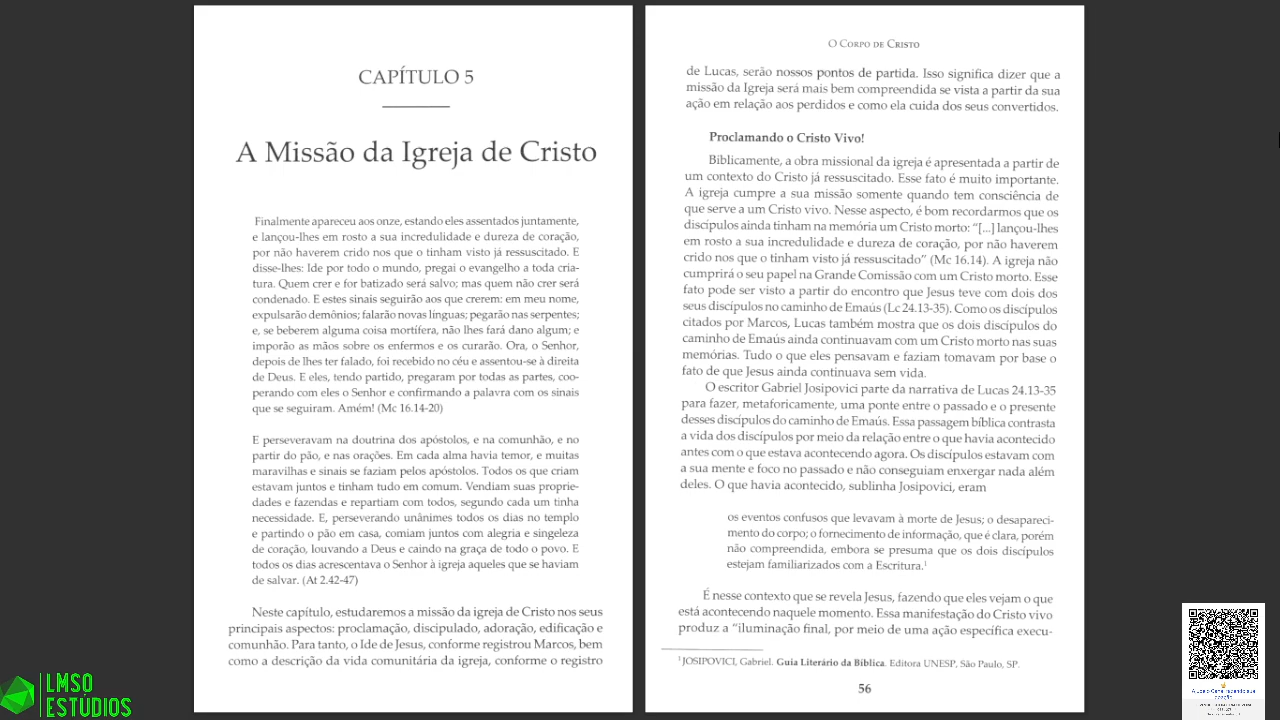 CAPÍTULO 5
A Missão da Igreja de Cristo
Finalmente apareceu aos onze, estando eles assentados juntamente,
e lançou-lhes em rosto a sua incredulidade e dureza de coração,
por não haverem crido nos que o tinham visto já ressuscitado. E
disse-lhes: Ide por todo o mundo, pregai o evangelho a toda cria-
tura. Quem crer e for batizado será salvo; mas quem não crer será
condenado. E estes sinais seguirão aos que crerem: em meu nome,
expulsarão demônios; falarão novas línguas; pegarão nas serpentes;
e, se beberem alguma coisa mortífera, não lhes fará dano algum; e
imporão as mãos sobre os enfermos e os curarão. Ora, o Senhor,
depois de lhes ter falado, foi recebido no céu e assentou-se à direita
de Deus. E eles, tendo partido, pregaram por todas as partes, coo-
perando com eles o Senhor e confirmando a palavra com os sinais
que se seguiram. Amém! (Mc 16.14-20)
E perseveravam na doutrina dos apóstolos, e na comunhão, e no
partir do pão, e nas orações. Em cada alma havia temor, e muitas
maravilhas e sinais se faziam pelos apóstolos. Todos os que criam
estavam juntos e tinham tudo em comum. Vendiam suas proprie-
dades e fazendas e repartiam com todos, segundo cada um tinha
necessidade. E, perseverando unânimes todos os dias no templo
e partindo o pão em casa, comiam juntos com alegria e singeleza
de coração, louvando a Deus e caindo na graça de todo o povo. E
todos os dias acrescentava o Senhor à igreja aqueles que se haviam
de salvar. (At 2.42-47)
Neste capítulo, estudaremos a missão da igreja de Cristo nos seus
principais aspectos: proclamação, discipulado, adoração, edificação e
comunhão. Para tanto, o Ide de Jesus, conforme registrou Marcos, bem
como a descrição da vida comunitária da igreja, conforme o registro
O CORPO DE CRISTO
de Lucas, serão nossos pontos de partida. Isso significa dizer que a
missão da Igreja será mais bem compreendida se vista a partir da sua
ação em relação aos perdidos e como ela cuida dos seus convertidos.
Proclamando o Cristo Vivo!
Biblicamente, a obra missional da igreja é apresentada a partir de
um contexto do Cristo já ressuscitado. Esse fato é muito importante.
A igreja cumpre a sua missão somente quando tem consciência de
que serve a um Cristo vivo. Nesse aspecto, é bom recordarmos que os
discípulos ainda tinham na memória um Cristo morto: “[...] lançou-lhes
em rosto a sua incredulidade e dureza de coração, por não haverem
crido nos que o tinham visto já ressuscitado” (Mc 16.14). A igreja não
cumprirá o seu papel na Grande Comissão com um Cristo morto. Esse
fato pode ser visto a partir do encontro que Jesus teve com dois dos
seus discípulos no caminho de Emaús (Lc 24.13-35). Como os discípulos
citados por Marcos, Lucas também mostra que os dois discípulos do
caminho de Emaús ainda continuavam com um Cristo morto nas suas
memórias. Tudo o que eles pensavam e faziam tomavam por base o
fato de que Jesus ainda continuava sem vida.
O escritor Gabriel Josipovici parte da narrativa de Lucas 24.13-35
para fazer, metaforicamente, uma ponte entre o passado e o presente
desses discípulos do caminho de Emaús. Essa passagem bíblica contrasta
a vida dos discípulos por meio da relação entre o que havia acontecido
antes com o que estava acontecendo agora. Os discípulos estavam com
a sua mente e foco no passado e não conseguiam enxergar nada além
deles. O que havia acontecido, sublinha Josipovici, eram
os eventos confusos que levavam à morte de Jesus; o desapareci-
mento do corpo; o fornecimento de informação, que é clara, porém
não compreendida, embora se presuma que os dois discípulos
estejam familiarizados com a Escritura.¹
É nesse contexto que se revela Jesus, fazendo que eles vejam o que
está acontecendo naquele momento. Essa manifestação do Cristo vivo
produz a “iluminação final, por meio de uma ação específica execu-
¹ JOSIPOVICI, Gabriel. Guia Literário da Bíblica. Editora UNESP, São Paulo, SP.
56
LMSO
ESTÚDIOS